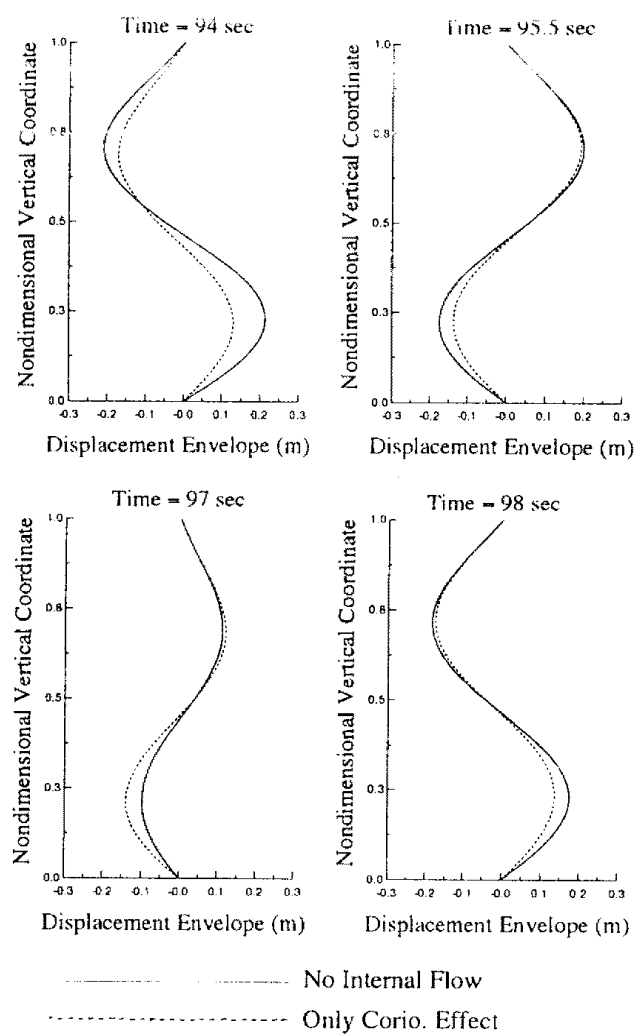 Time = 94 sec
Nondimensional Vertical Coordinate
1.0
0.8
0.5
0.3
0.0
-0.3 -0.2 -0.1 -0.0 0.1 0.2 0.3
Displacement Envelope (m)
Time = 95.5 sec
Nondimensional Vertical Coordinate
1.0
0.8
0.5
0.3
0.0
-0.3 -0.2 -0.1 -0.0 0.1 0.2 0.3
Displacement Envelope (m)
Time = 97 sec
Nondimensional Vertical Coordinate
1.0
0.8
0.5
0.3
0.0
-0.3 -0.2 -0.1 -0.0 0.1 0.2 0.3
Displacement Envelope (m)
Time = 98 sec
Nondimensional Vertical Coordinate
1.0
0.8
0.5
0.3
0.0
-0.3 -0.2 -0.1 -0.0 0.1 0.2 0.3
Displacement Envelope (m)
No Internal Flow
Only Corio. Effect